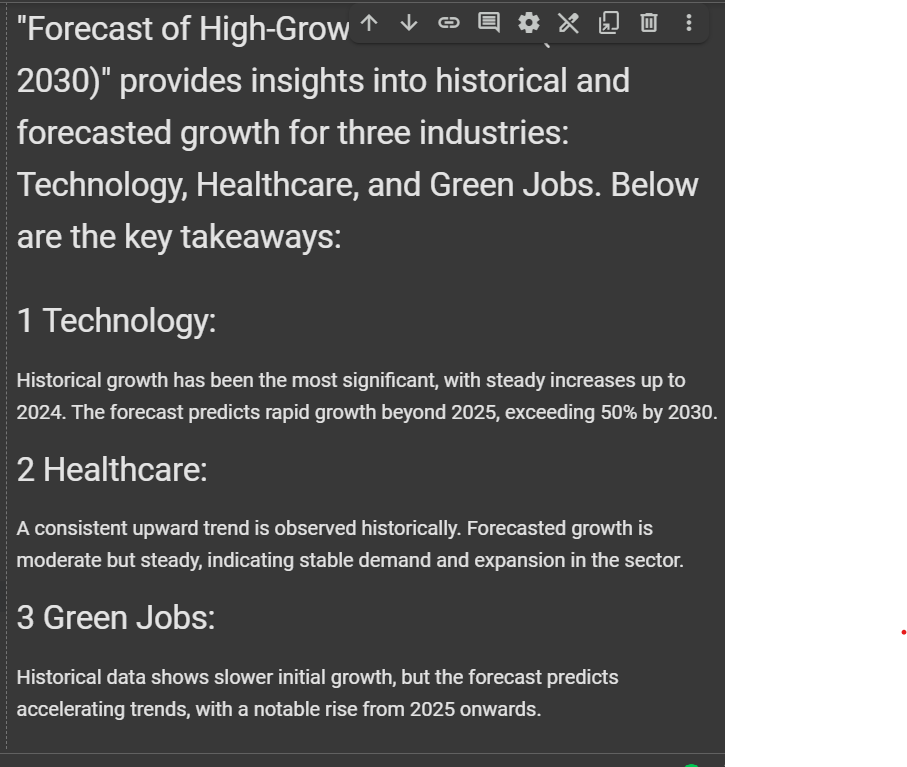 "Forecast of High-Grow
2030)" provides insights into historical and
forecasted growth for three industries:
Technology, Healthcare, and Green Jobs. Below
are the key takeaways:
1 Technology:
Historical growth has been the most significant, with steady increases up to
2024. The forecast predicts rapid growth beyond 2025, exceeding 50% by 2030.
2 Healthcare:
A consistent upward trend is observed historically. Forecasted growth is
moderate but steady, indicating stable demand and expansion in the sector.
3 Green Jobs:
Historical data shows slower initial growth, but the forecast predicts
accelerating trends, with a notable rise from 2025 onwards.